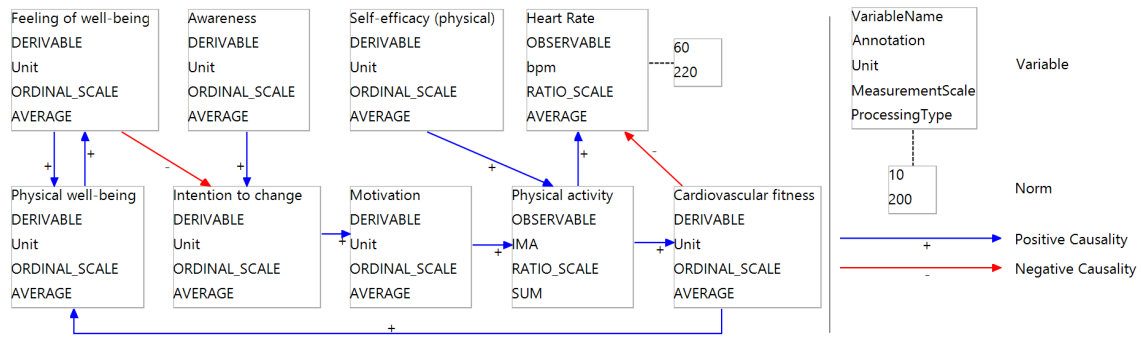 Feeling of well-being
DERIVABLE
Unit
ORDINAL_SCALE
AVERAGE
Awareness
DERIVABLE
Unit
ORDINAL_SCALE
AVERAGE
Self-efficacy (physical)
DERIVABLE
Unit
ORDINAL_SCALE
AVERAGE
Heart Rate
OBSERVABLE
bpm
RATIO_SCALE
AVERAGE
60
220
+
+
-
+
+
+
-
Physical well-being
DERIVABLE
Unit
ORDINAL_SCALE
AVERAGE
Intention to change
DERIVABLE
Unit
ORDINAL_SCALE
AVERAGE
+
Motivation
DERIVABLE
Unit
ORDINAL_SCALE
AVERAGE
+
Physical activity
OBSERVABLE
IMA
RATIO_SCALE
SUM
+
Cardiovascular fitness
DERIVABLE
Unit
ORDINAL_SCALE
AVERAGE
+
VariableName
Annotation
Unit
MeasurementScale
ProcessingType
Variable
10
200
Norm
+
Positive Causality
-
Negative Causality